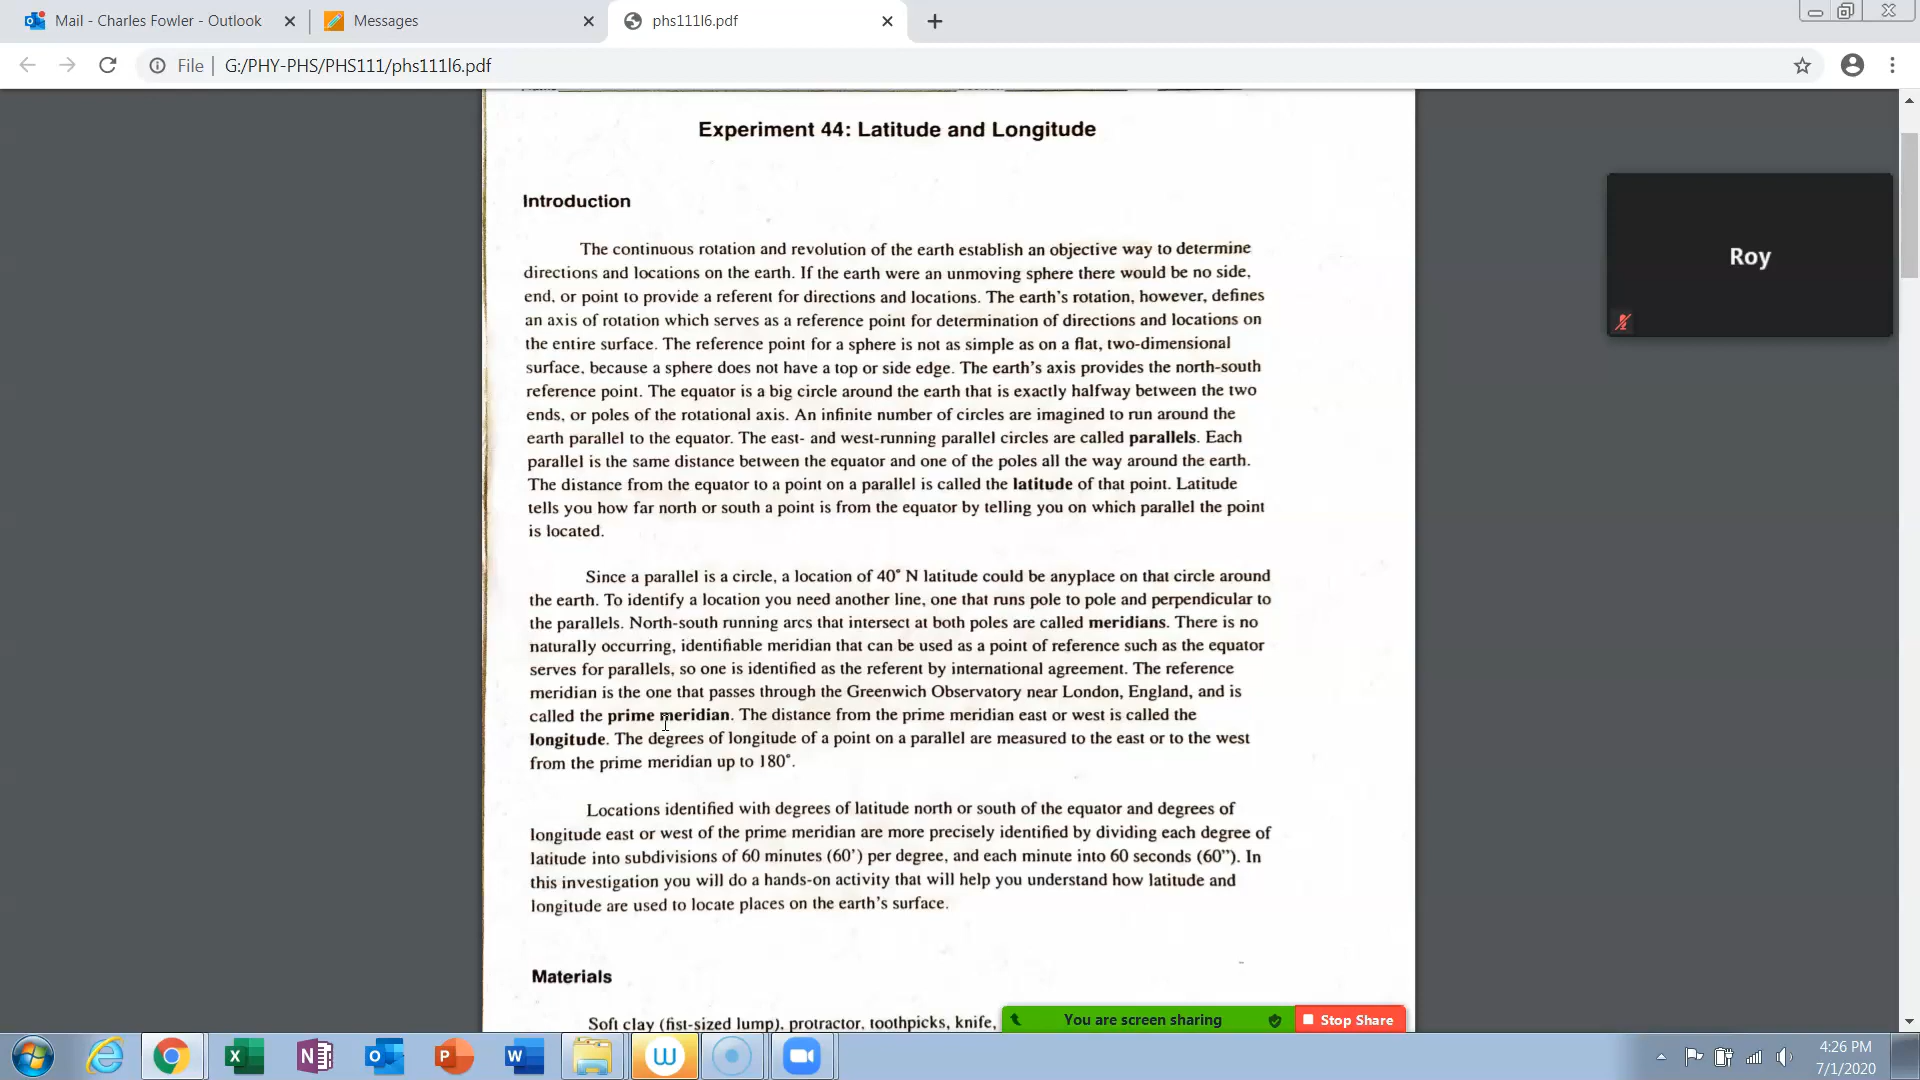 Mail - Charles Fowler - Outlook
Messages
phs111l6.pdf
File
G:/PHY-PHS/PHS111/phs111l6.pdf
Experiment 44: Latitude and Longitude
Introduction
The continuous rotation and revolution of the earth establish an objective way to determine
directions and locations on the earth. If the earth were an unmoving sphere there would be no side,
end, or point to provide a referent for directions and locations. The earth's rotation, however, defines
an axis of rotation which serves as a reference point for determination of directions and locations on
the entire surface. The reference point for a sphere is not as simple as on a flat, two-dimensional
surface, because a sphere does not have a top or side edge. The earth's axis provides the north-south
reference point. The equator is a big circle around the earth that is exactly halfway between the two
ends, or poles of the rotational axis. An infinite number of circles are imagined to run around the
earth parallel to the equator. The east- and west-running parallel circles are called parallels. Each
parallel is the same distance between the equator and one of the poles all the way around the earth.
The distance from the equator to a point on a parallel is called the latitude of that point. Latitude
tells you how far north or south a point is from the equator by telling you on which parallel the point
is located.
Since a parallel is a circle, a location of 40° N latitude could be anyplace on that circle around
the earth. To identify a location you need another line, one that runs pole to pole and perpendicular to
the parallels. North-south running arcs that intersect at both poles are called meridians. There is no
naturally occurring, identifiable meridian that can be used as a point of reference such as the equator
serves for parallels, so one is identified as the referent by international agreement. The reference
meridian is the one that passes through the Greenwich Observatory near London, England, and is
called the prime meridian. The distance from the prime meridian east or west is called the
longitude. The degrees of longitude of a point on a parallel are measured to the east or to the west
from the prime meridian up to 180°.
Locations identified with degrees of latitude north or south of the equator and degrees of
longitude east or west of the prime meridian are more precisely identified by dividing each degree of
latitude into subdivisions of 60 minutes (60') per degree, and each minute into 60 seconds (60"). In
this investigation you will do a hands-on activity that will help you understand how latitude and
longitude are used to locate places on the earth's surface.
Materials
Soft clay (fist-sized lump), protractor, toothpicks, knife,
Roy
You are screen sharing
Stop Share
4:26 PM
7/1/2020